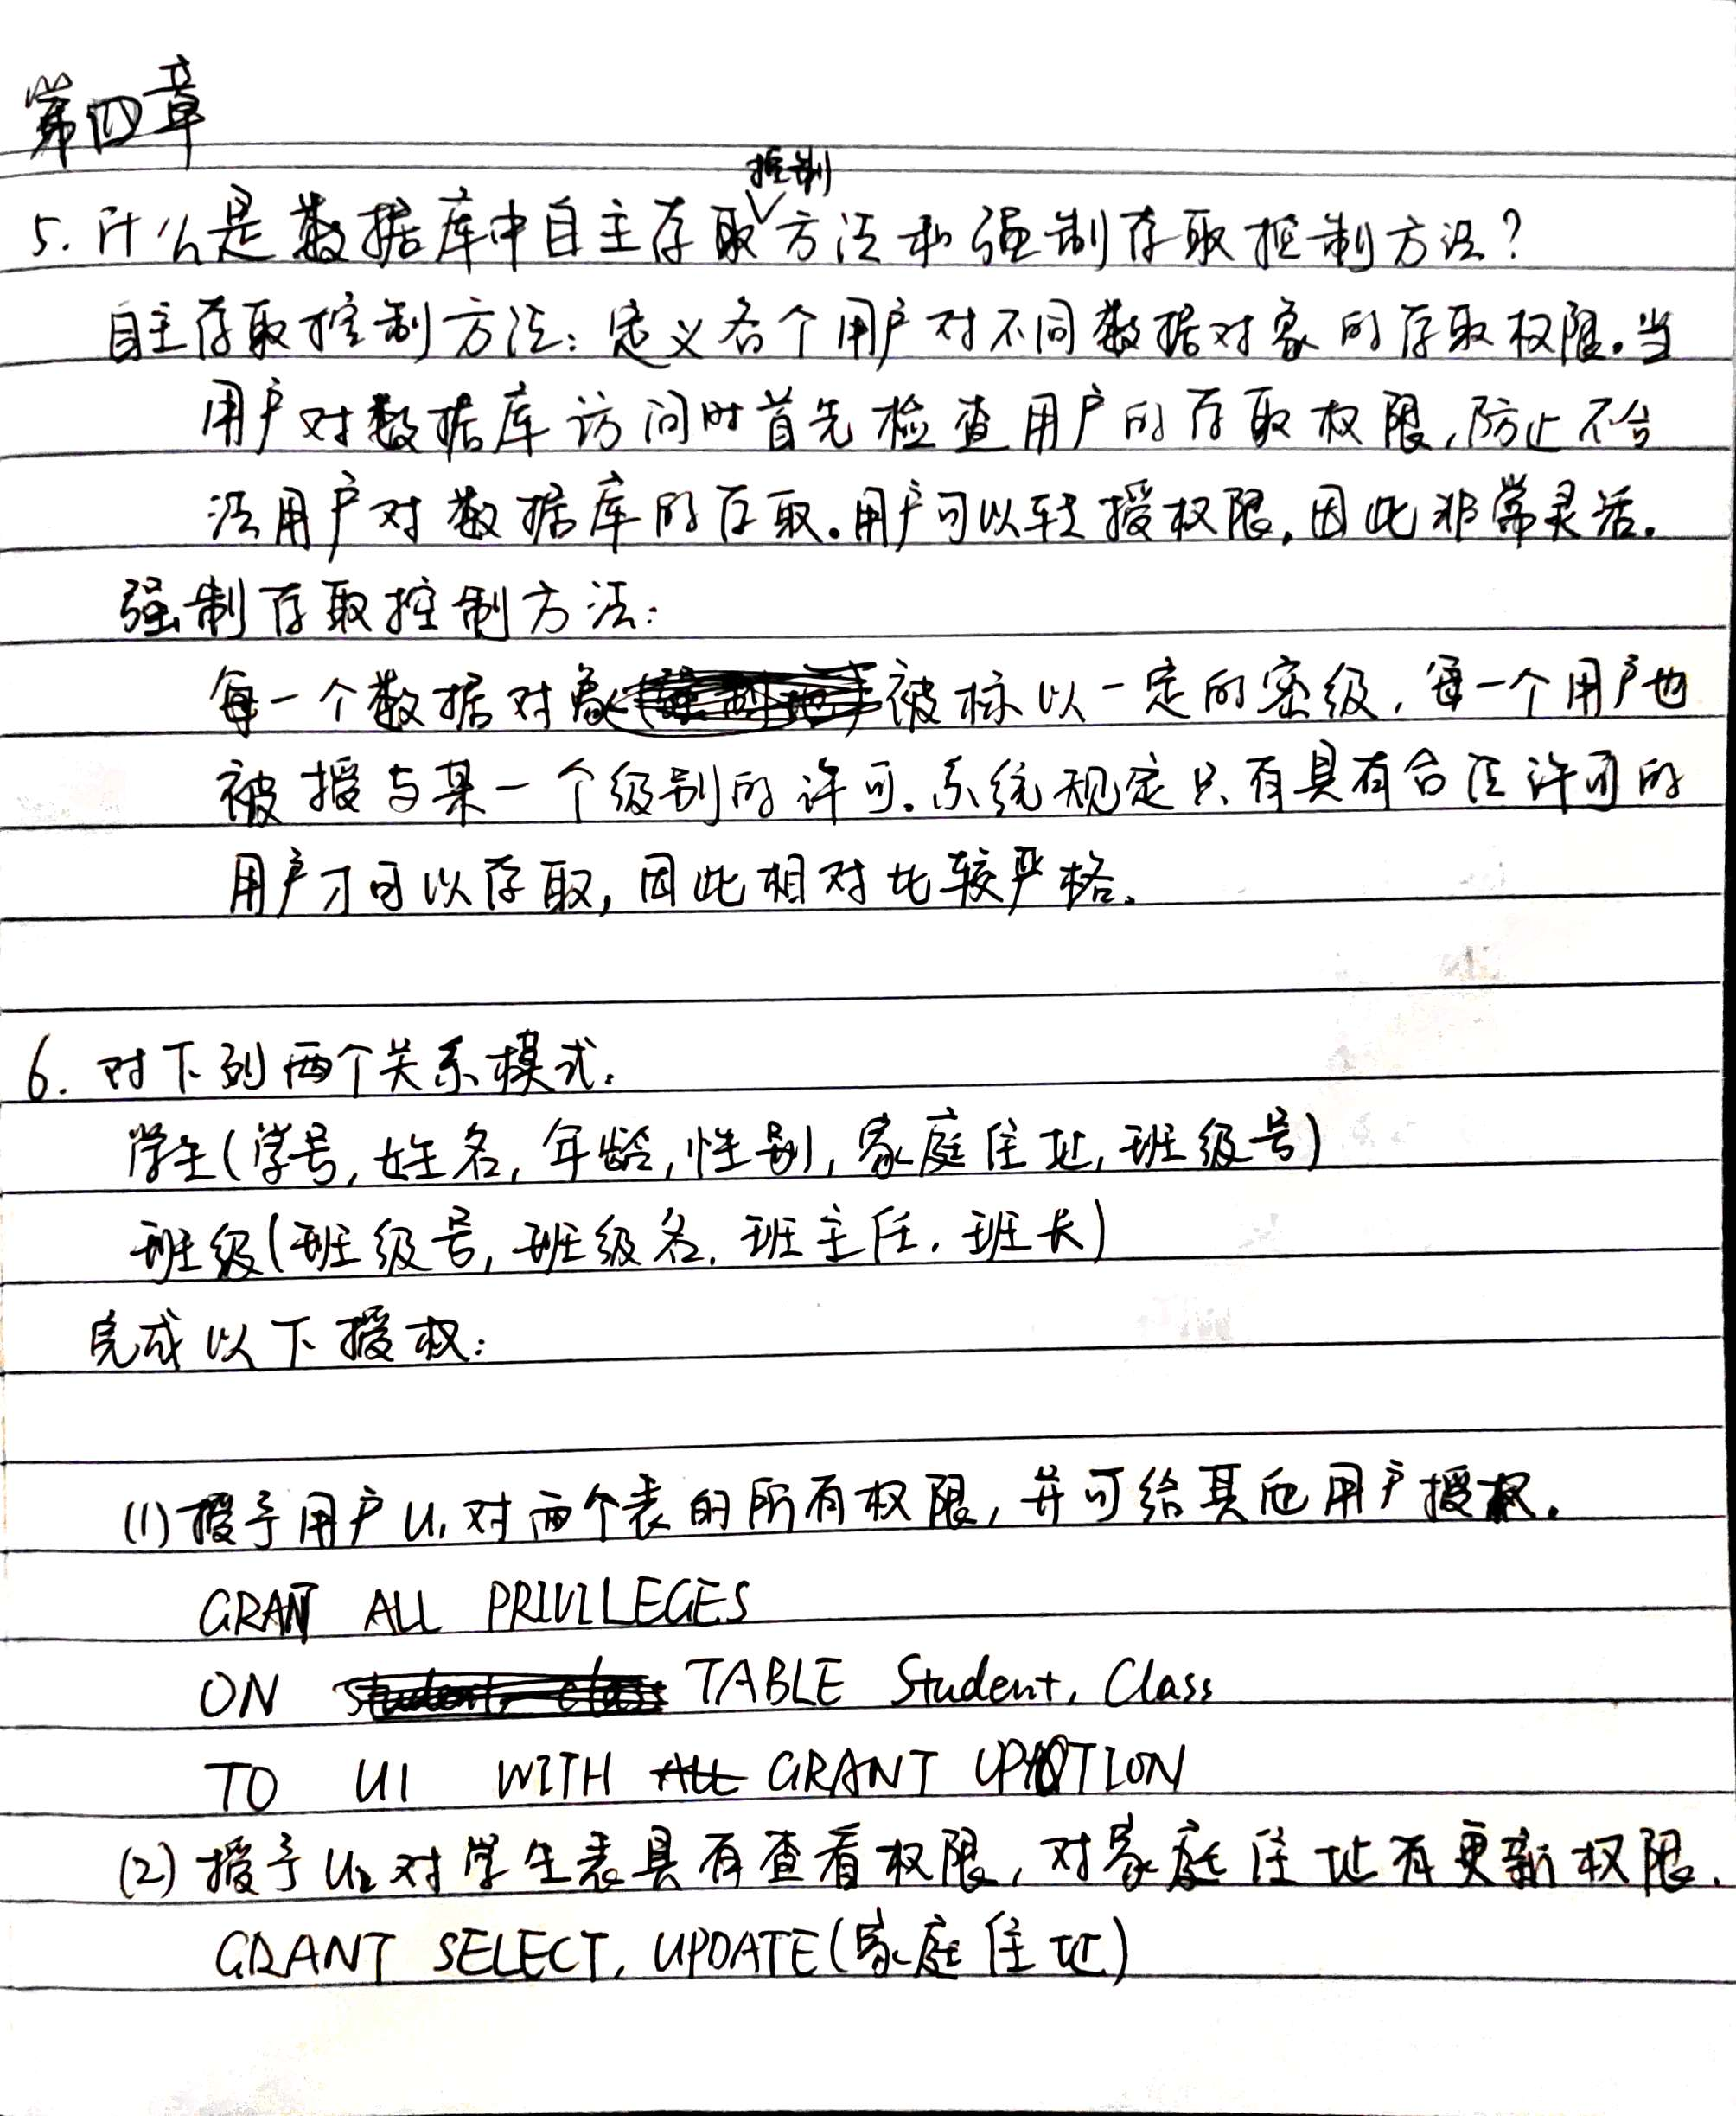 第四章
5. 什么是数据库中自主存取控制方法和强制存取控制方法?
自主存取控制方法: 定义各个用户对不同数据对象的存取权限。当
用户对数据库访问时首先检查用户的存取权限, 防止不合
法用户对数据库的存取。用户可以转授权限, 因此非常灵活。
强制存取控制方法:
每一个数据对象被标以一定的密级, 每一个用户也
被授与某一个级别的许可. 系统规定只有具有合法许可的
用户才可以存取, 因此相对比较严格。
6. 对下列两个关系模式.
学生(学号, 姓名, 年龄, 性别, 家庭住址, 班级号)
班级(班级号, 班级名, 班主任, 班长)
完成以下授权:
(1) 授予用户U1对两个表的所有权限, 并可给其他用户授权.
GRANT ALL PRIVILEGES
ON TABLE Student, Class
TO U1 WITH GRANT OPTION
(2) 授予U2对学生表具有查看权限, 对家庭住址有更新权限.
GRANT SELECT, UPDATE(家庭住址)